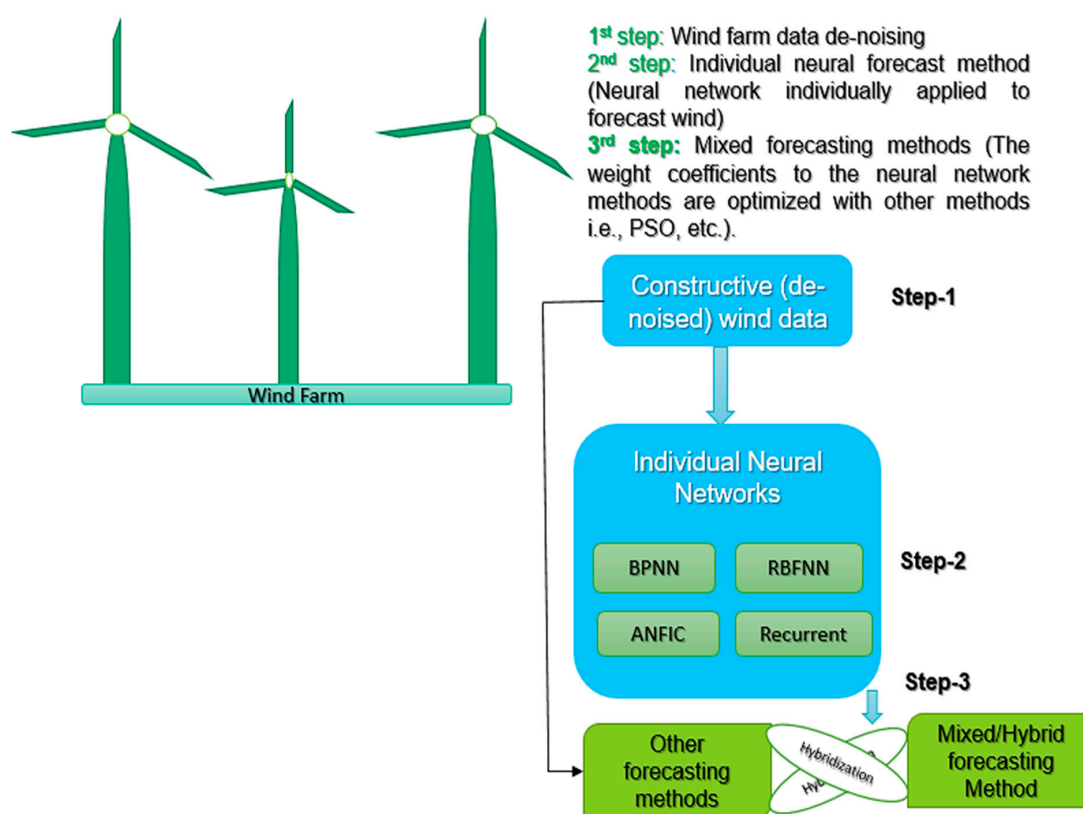 1st step: Wind farm data de-noising
2nd step: Individual neural forecast method
(Neural network individually applied to
forecast wind)
3rd step: Mixed forecasting methods (The
weight coefficients to the neural network
methods are optimized with other methods
i.e., PSO, etc.).
Wind Farm
Constructive (de-
noised) wind data
Step-1
Individual Neural
Networks
BPNN
RBFNN
Step-2
ANFIC
Recurrent
Step-3
Other
forecasting
methods
Hybridization
Mixed/Hybrid
forecasting
Method